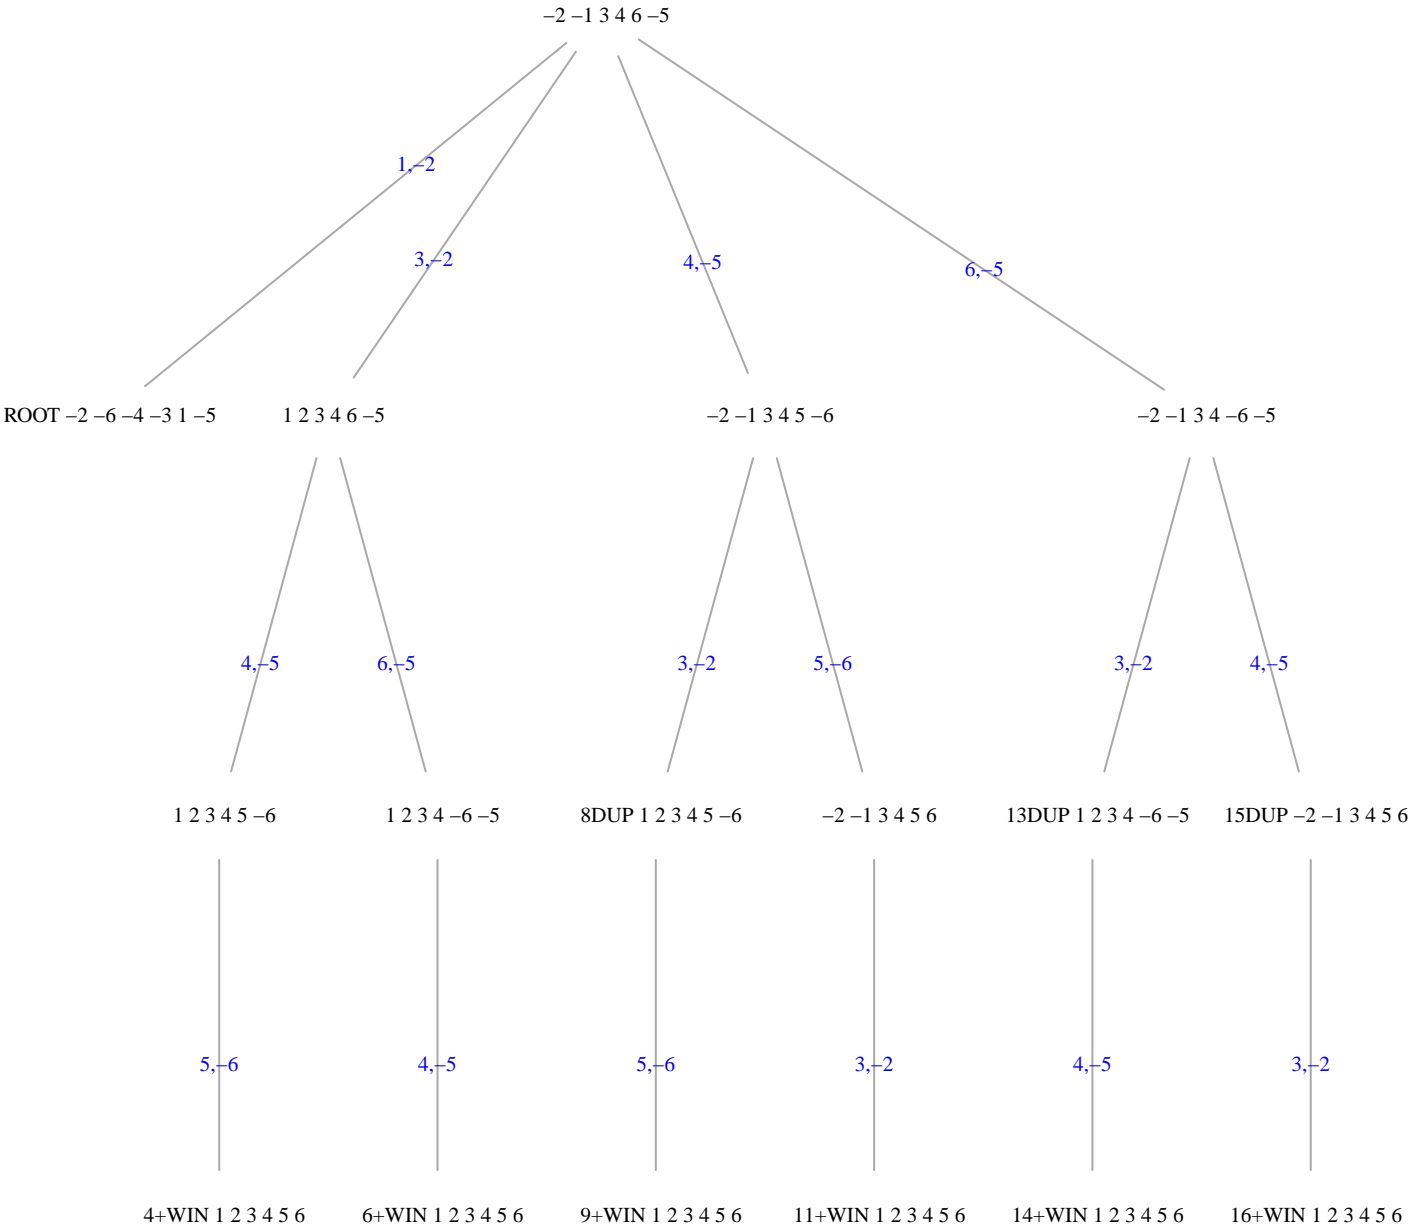 −2 −1 3 4 6 −5
1,−2
3,−2
4,−5
6,−5
ROOT −2 −6 −4 −3 1 −5
1 2 3 4 6 −5
−2 −1 3 4 5 −6
−2 −1 3 4 −6 −5
4,−5
6,−5
3,−2
5,−6
3,−2
4,−5
1 2 3 4 5 −6
1 2 3 4 −6 −5
8DUP 1 2 3 4 5 −6
−2 −1 3 4 5 6
13DUP 1 2 3 4 −6 −5
15DUP −2 −1 3 4 5 6
5,−6
4,−5
5,−6
3,−2
4,−5
3,−2
4+WIN 1 2 3 4 5 6
6+WIN 1 2 3 4 5 6
9+WIN 1 2 3 4 5 6
11+WIN 1 2 3 4 5 6
14+WIN 1 2 3 4 5 6
16+WIN 1 2 3 4 5 6